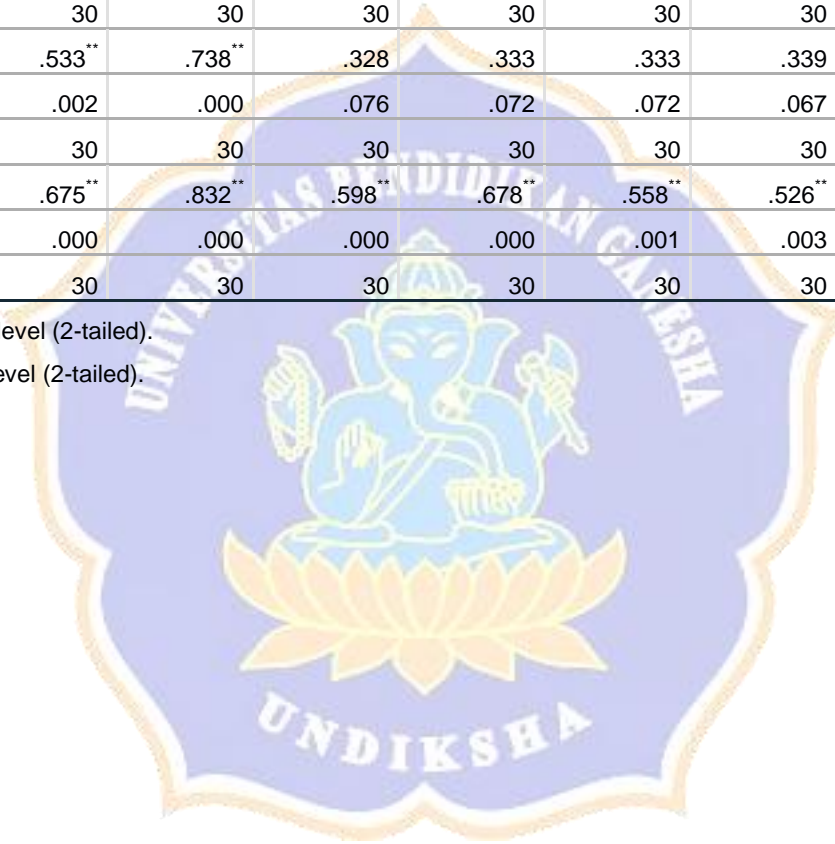 30 30 30 30 30 30
.533** .738** .328 .333 .333 .339
.002 .000 .076 .072 .072 .067
30 30 30 30 30 30
.675** .832** .598** .678** .558** .526**
.000 .000 .000 .000 .001 .003
30 30 30 30 30 30
level (2-tailed).
evel (2-tailed).
UNIVERSITAS PENDIDIKAN GANESHA
UNDIKSHA